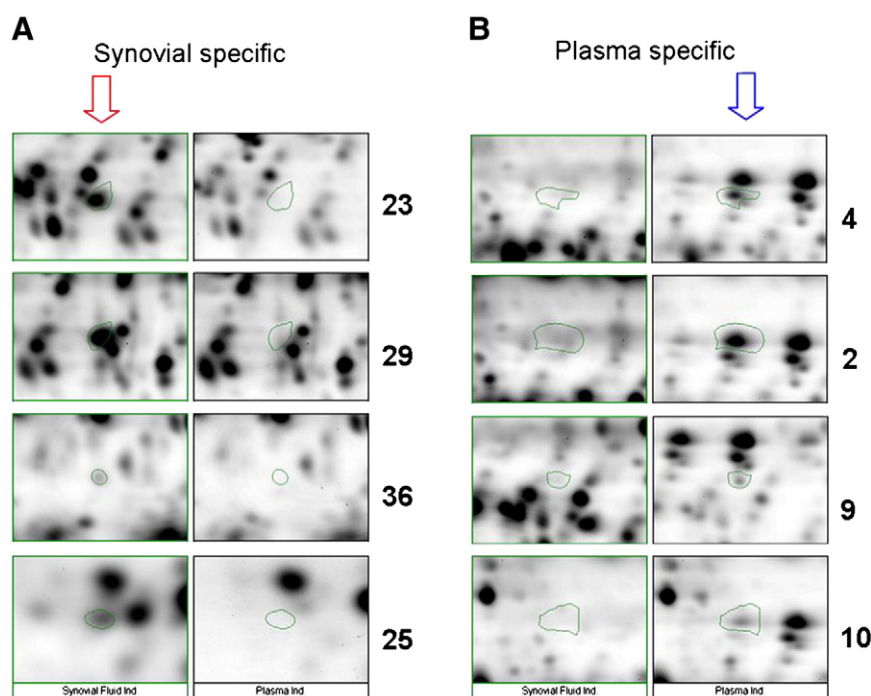 A
Synovial specific
23
29
36
25
Synovial Fluid Ind.
Plasma Ind.
B
Plasma specific
4
2
9
10
Synovial Fluid Ind.
Plasma Ind.